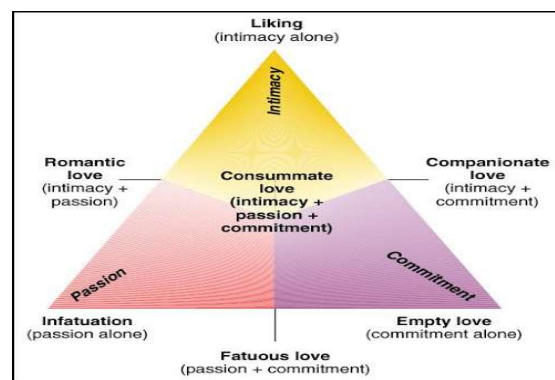 Liking
(intimacy alone)
Intimacy
Romantic
love
(intimacy +
passion)
Consummate
love
(intimacy +
passion +
commitment)
Companionate
love
(intimacy +
commitment)
Passion
Commitment
Infatuation
(passion alone)
Empty love
(commitment alone)
Fatuous love
(passion + commitment)